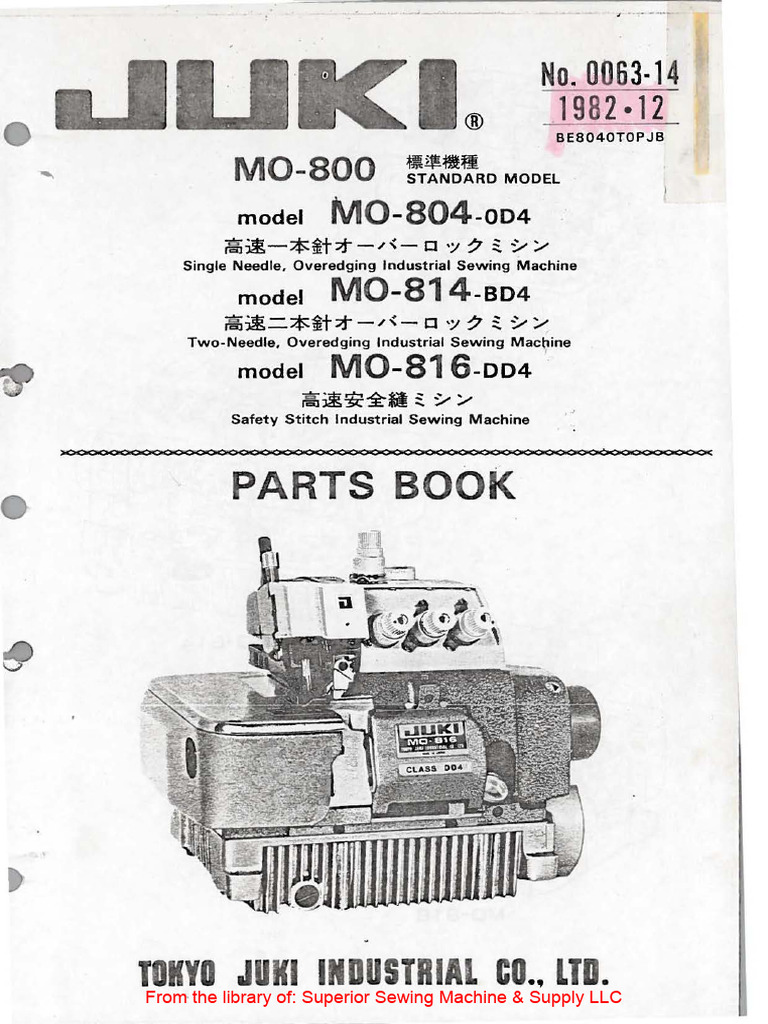 JUKI®
No. 0063-14
1982・12
BE8040T0PJB
MO-800 標準機種
STANDARD MODEL
model MO-804-0D4
高速一本針オーバーロックミシン
Single Needle, Overedging Industrial Sewing Machine
model MO-814-BD4
高速二本針オーバーロックミシン
Two-Needle, Overedging Industrial Sewing Machine
model MO-816-DD4
高速安全縫ミシン
Safety Stitch Industrial Sewing Machine
PARTS BOOK
JUKI
MO-816
CLASS DD4
TOKYO JUKI INDUSTRIAL CO., LTD.
From the library of: Superior Sewing Machine & Supply LLC